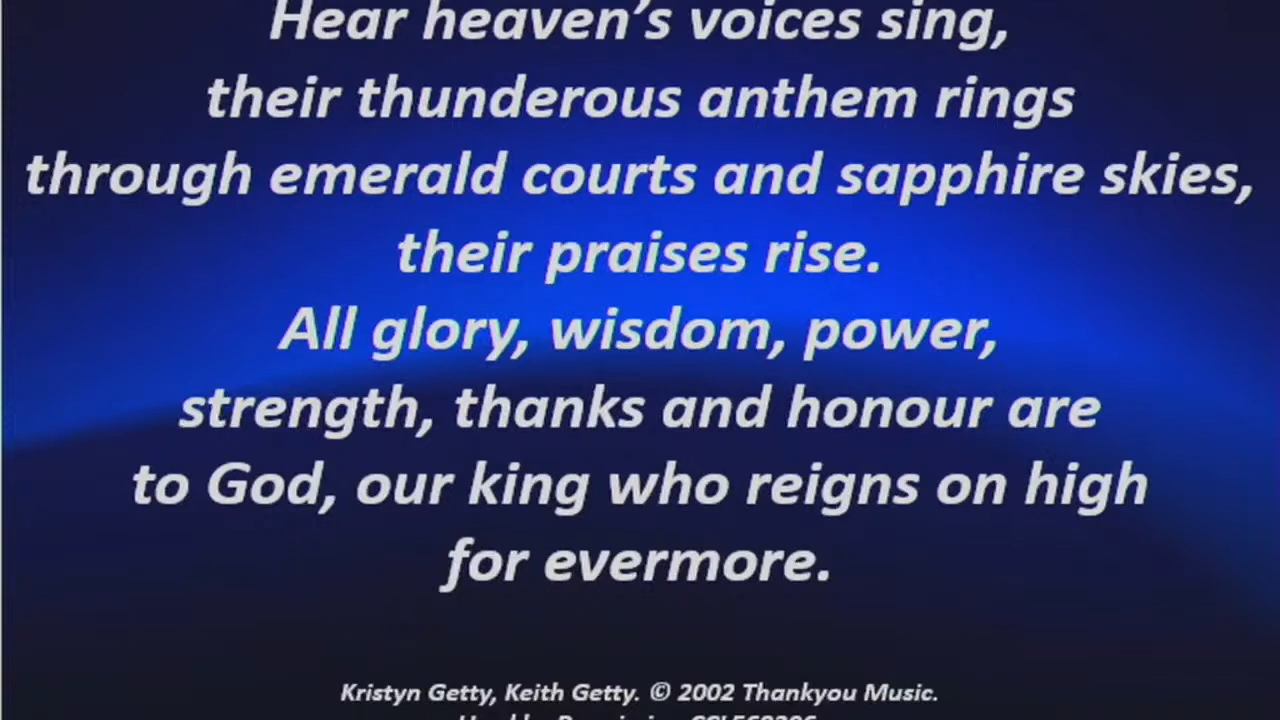 Hear heaven's voices sing,
their thunderous anthem rings
through emerald courts and sapphire skies,
their praises rise.
All glory, wisdom, power,
strength, thanks and honour are
to God, our king who reigns on high
for evermore.
Kristyn Getty, Keith Getty. © 2002 Thankyou Music.